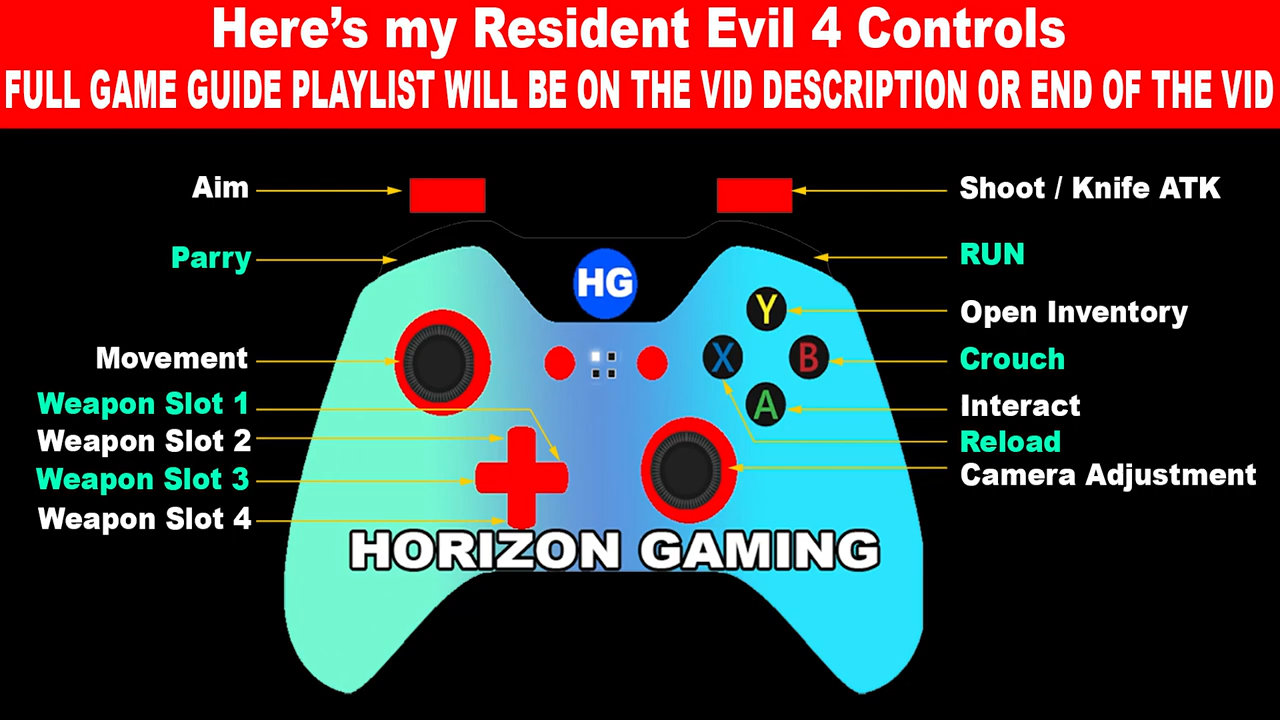 Here’s my Resident Evil 4 Controls
FULL GAME GUIDE PLAYLIST WILL BE ON THE VID DESCRIPTION OR END OF THE VID
Aim
Shoot / Knife ATK
Parry
RUN
HG
Y
Open Inventory
Movement
X
B
Crouch
Weapon Slot 1
A
Interact
Weapon Slot 2
Reload
Weapon Slot 3
Camera Adjustment
Weapon Slot 4
HORIZON GAMING